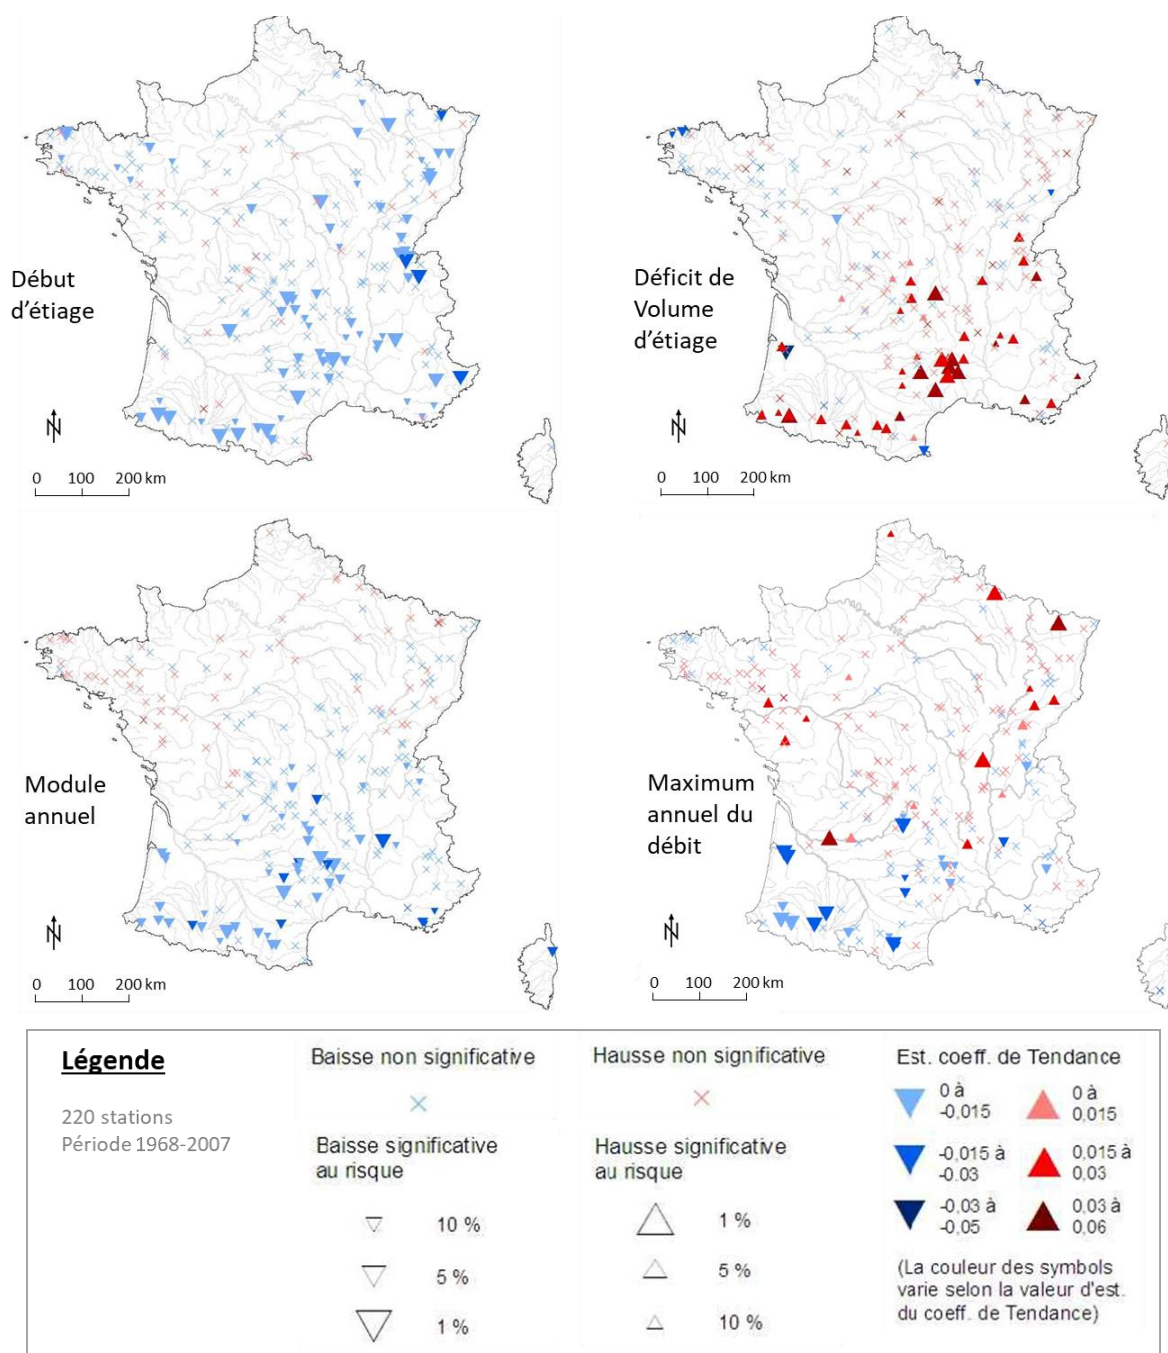 Début
d’étiage
N
0 100 200 km
Déficit de
Volume
d’étiage
N
0 100 200 km
Module
annuel
N
0 100 200 km
Maximum
annuel du
débit
N
0 100 200 km
Légende
220 stations
Période 1968-2007
Baisse non significative
Baisse significative
au risque
10 %
5 %
1 %
Hausse non significative
Hausse significative
au risque
1 %
5 %
10 %
Est. coeff. de Tendance
0 à
-0,015
0 à
0,015
-0,015 à
-0.03
0,015 à
0,03
-0,03 à
-0,05
0,03 à
0,06
(La couleur des symbols
varie selon la valeur d'est.
du coeff. de Tendance)